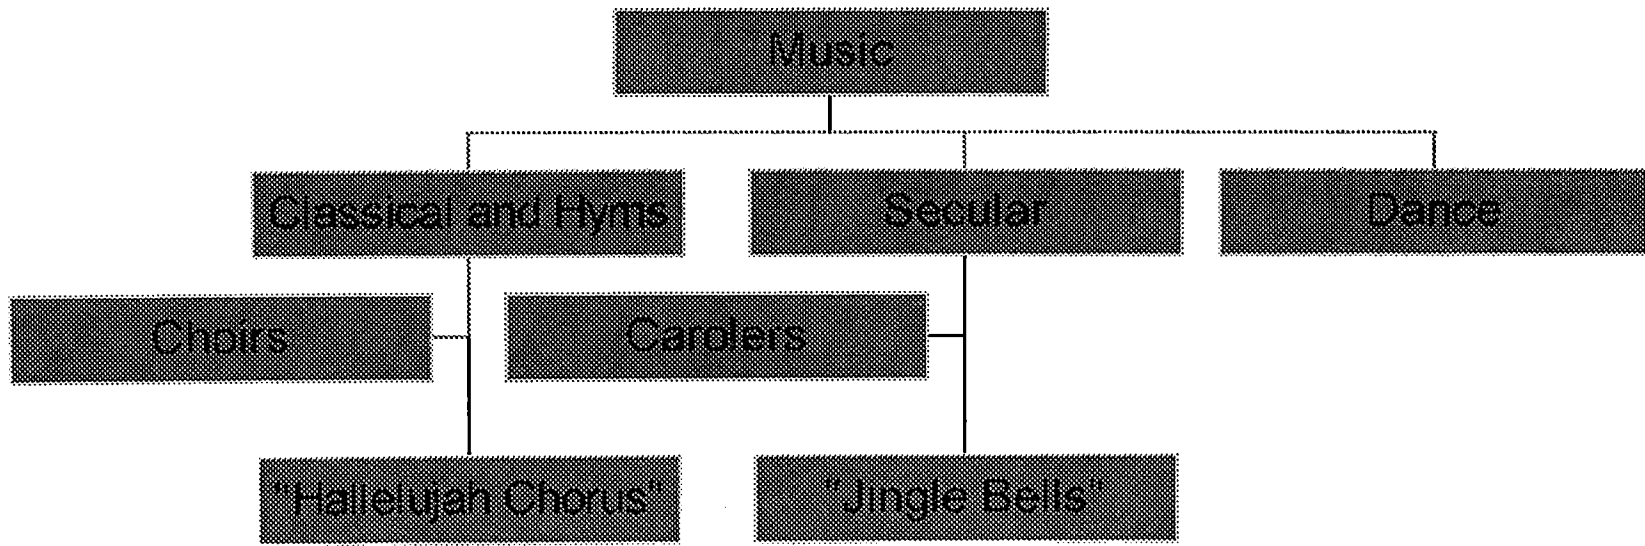 Music
Classical and Hyms
Secular
Dance
Choirs
Carolers
"Hallelujah Chorus"
"Jingle Bells"